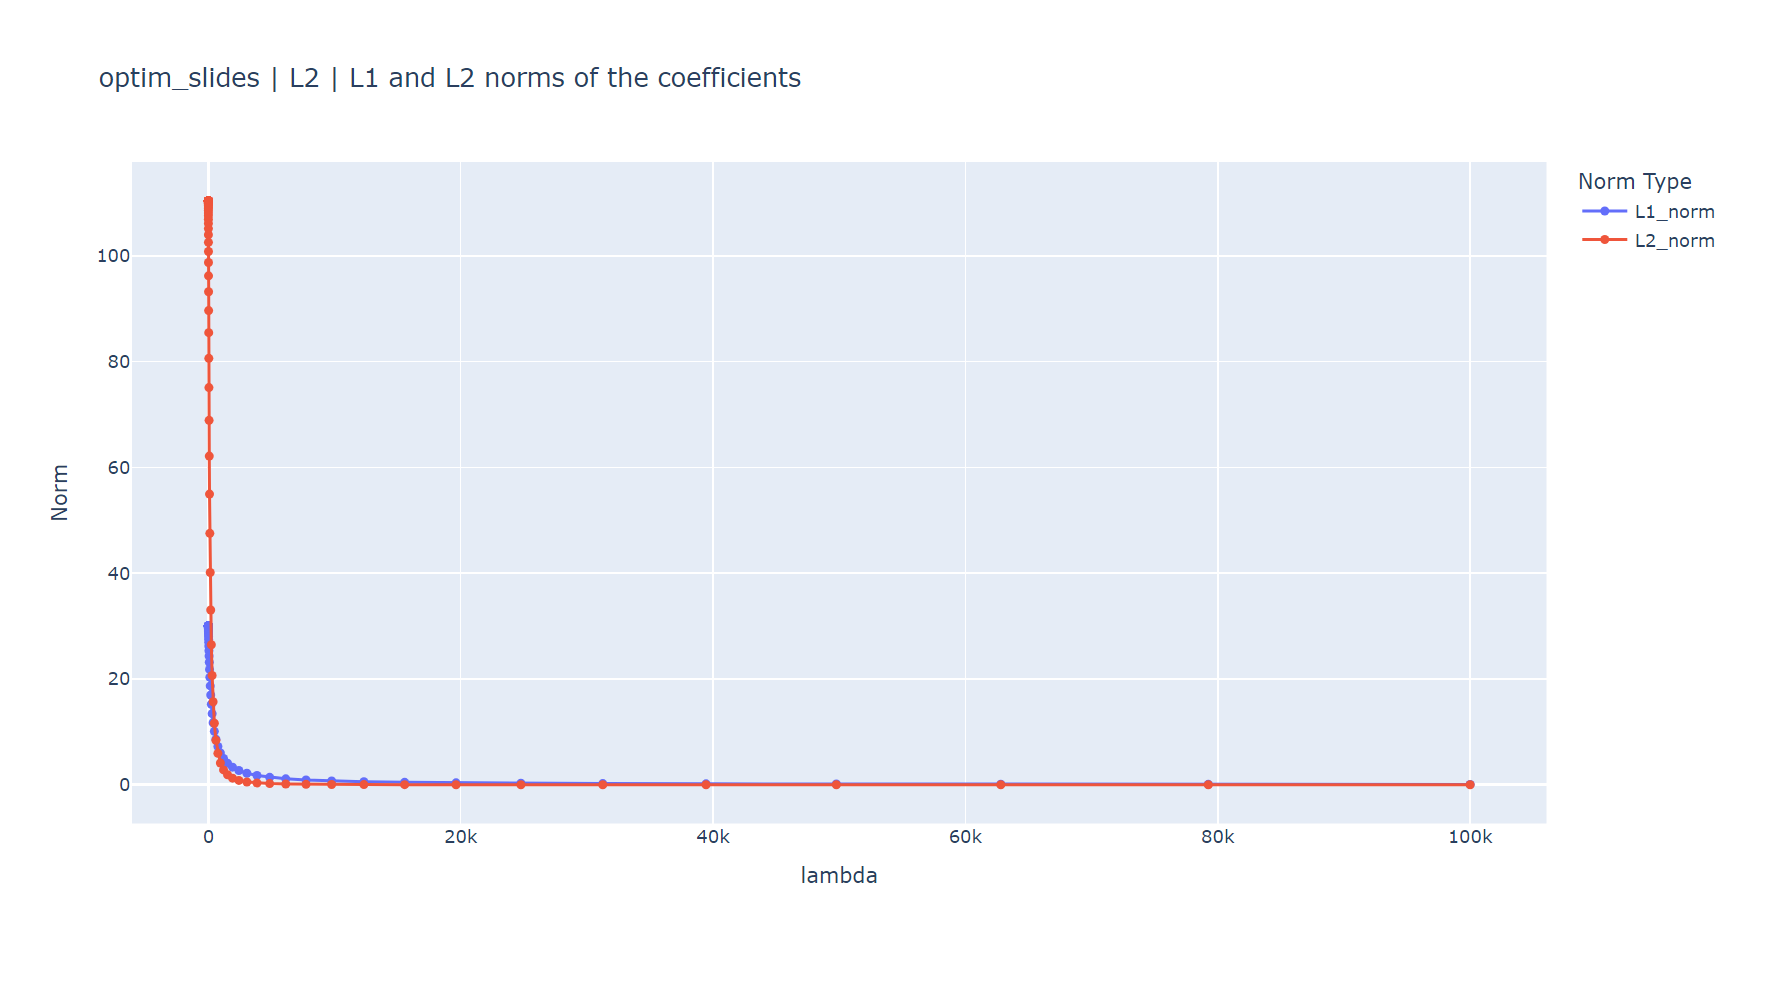 optim_slides | L2 | L1 and L2 norms of the coefficients
Norm Type
L1_norm
L2_norm
100
80
60
40
20
0
Norm
0 20k 40k 60k 80k 100k
lambda